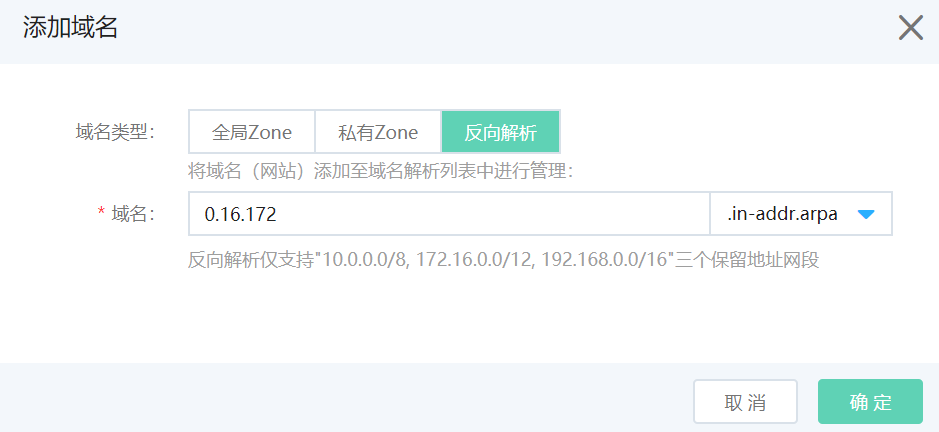 添加域名
域名类型： 全局Zone 私有Zone 反向解析
将域名（网站）添加至域名解析列表中进行管理：
* 域名： 0.16.172 .in-addr.arpa
反向解析仅支持"10.0.0.0/8, 172.16.0.0/12, 192.168.0.0/16"三个保留地址网段
取 消 确 定